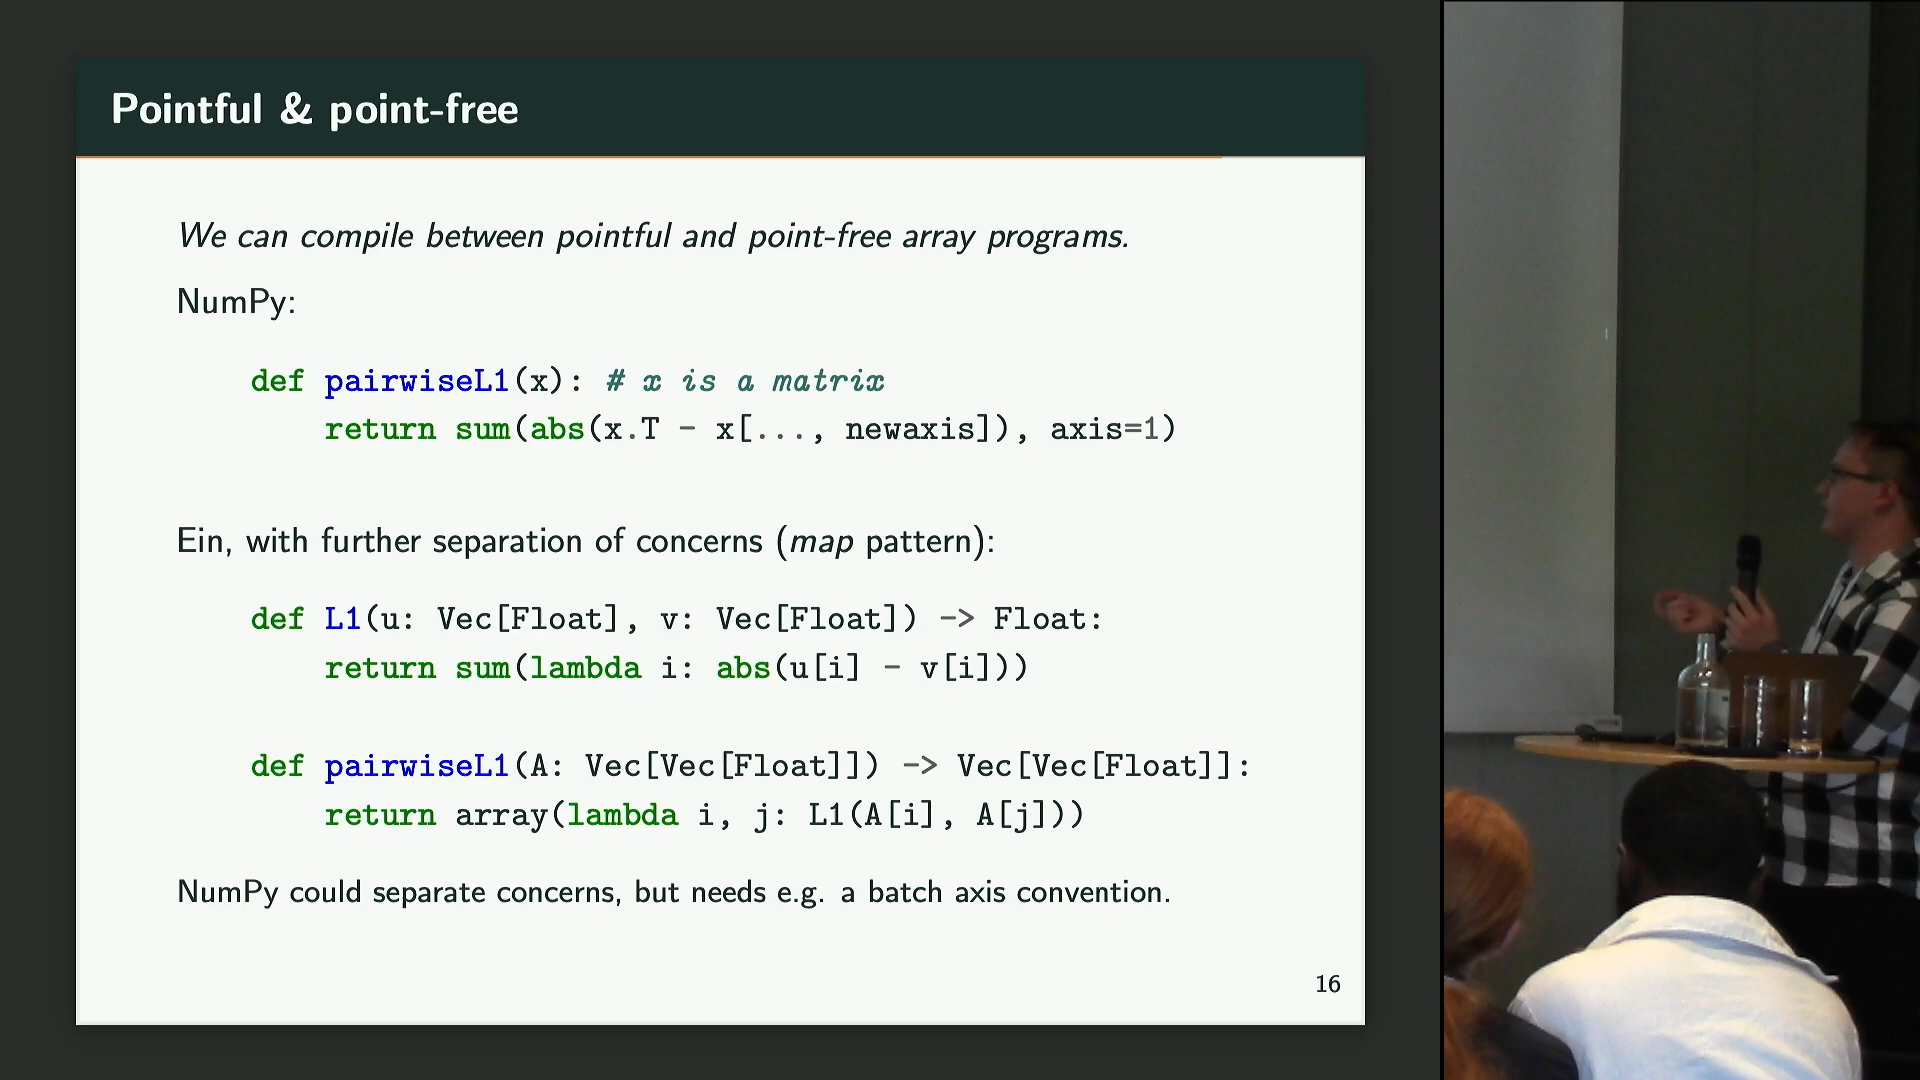 Pointful & point-free
We can compile between pointful and point-free array programs.
NumPy:
def pairwiseL1(x): # x is a matrix
return sum(abs(x.T - x[..., newaxis]), axis=1)
Ein, with further separation of concerns (map pattern):
def L1(u: Vec[Float], v: Vec[Float]) -> Float:
return sum(lambda i: abs(u[i] - v[i]))
def pairwiseL1(A: Vec[Vec[Float]]) -> Vec[Vec[Float]]:
return array(lambda i, j: L1(A[i], A[j]))
NumPy could separate concerns, but needs e.g. a batch axis convention.
16